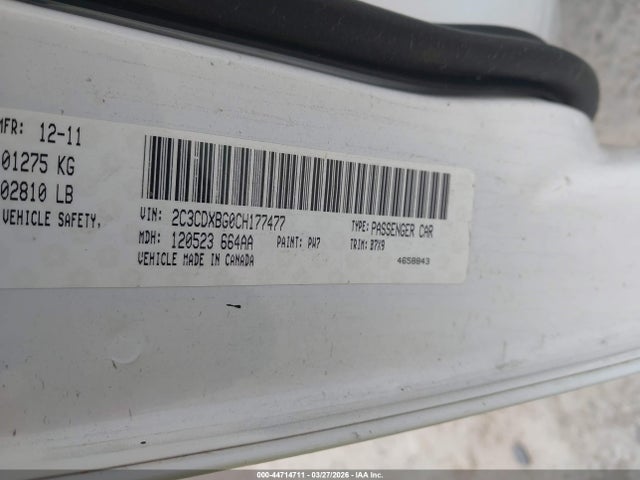 MFR: 12-11
01275 KG
02810 LB
VEHICLE SAFETY,
VIN: 2C3CDXBG0CH177477 TYPE: PASSENGER CAR
MDH: 120523 664AA PAINT: PW7 TRIM: B7X9
VEHICLE MADE IN CANADA 4658843
000-44714711 | 03/27/2026 | IAA Inc.